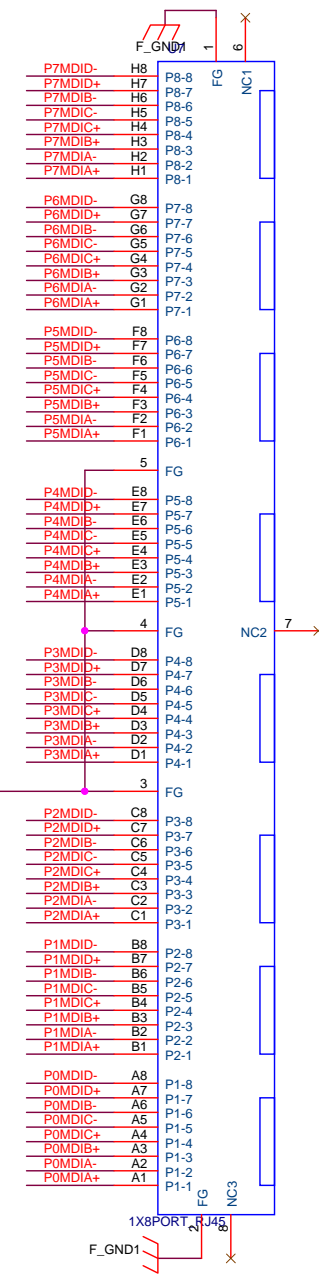 F_GND1
1
6
FG
NC1
P7MDID- H8 P8-8
P7MDID+ H7 P8-7
P7MDIB- H6 P8-6
P7MDIC- H5 P8-5
P7MDIC+ H4 P8-4
P7MDIB+ H3 P8-3
P7MDIA- H2 P8-2
P7MDIA+ H1 P8-1
P6MDID- G8 P7-8
P6MDID+ G7 P7-7
P6MDIB- G6 P7-6
P6MDIC- G5 P7-5
P6MDIC+ G4 P7-4
P6MDIB+ G3 P7-3
P6MDIA- G2 P7-2
P6MDIA+ G1 P7-1
P5MDID- F8 P6-8
P5MDID+ F7 P6-7
P5MDIB- F6 P6-6
P5MDIC- F5 P6-5
P5MDIC+ F4 P6-4
P5MDIB+ F3 P6-3
P5MDIA- F2 P6-2
P5MDIA+ F1 P6-1
5 FG
P4MDID- E8 P5-8
P4MDID+ E7 P5-7
P4MDIB- E6 P5-6
P4MDIC- E5 P5-5
P4MDIC+ E4 P5-4
P4MDIB+ E3 P5-3
P4MDIA- E2 P5-2
P4MDIA+ E1 P5-1
4 FG NC2 7
P3MDID- D8 P4-8
P3MDID+ D7 P4-7
P3MDIB- D6 P4-6
P3MDIC- D5 P4-5
P3MDIC+ D4 P4-4
P3MDIB+ D3 P4-3
P3MDIA- D2 P4-2
P3MDIA+ D1 P4-1
3 FG
P2MDID- C8 P3-8
P2MDID+ C7 P3-7
P2MDIB- C6 P3-6
P2MDIC- C5 P3-5
P2MDIC+ C4 P3-4
P2MDIB+ C3 P3-3
P2MDIA- C2 P3-2
P2MDIA+ C1 P3-1
P1MDID- B8 P2-8
P1MDID+ B7 P2-7
P1MDIB- B6 P2-6
P1MDIC- B5 P2-5
P1MDIC+ B4 P2-4
P1MDIB+ B3 P2-3
P1MDIA- B2 P2-2
P1MDIA+ B1 P2-1
P0MDID- A8 P1-8
P0MDID+ A7 P1-7
P0MDIB- A6 P1-6
P0MDIC- A5 P1-5
P0MDIC+ A4 P1-4
P0MDIB+ A3 P1-3
P0MDIA- A2 P1-2
P0MDIA+ A1 P1-1
FG
NC3
1X8PORT_RJ45
2
8
F_GND1